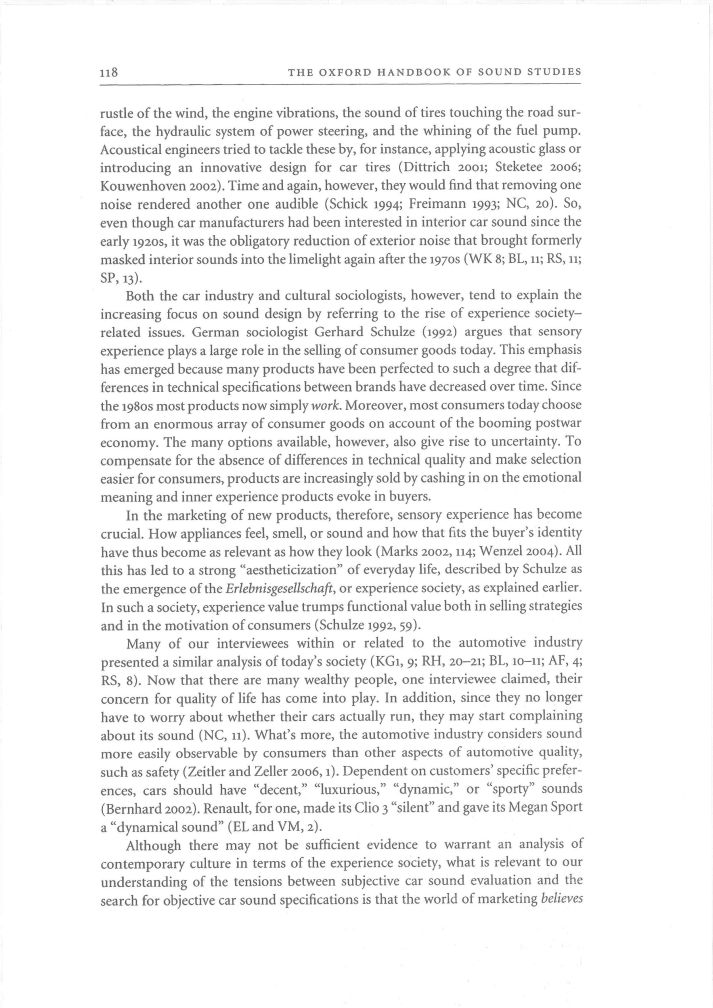 118 THE OXFORD HANDBOOK OF SOUND STUDIES
rustle of the wind, the engine vibrations, the sound of tires touching the road sur-
face, the hydraulic system of power steering, and the whining of the fuel pump.
Acoustical engineers tried to tackle these by, for instance, applying acoustic glass or
introducing an innovative design for car tires (Dittrich 2001; Steketee 2006;
Kouwenhoven 2002). Time and again, however, they would find that removing one
noise rendered another one audible (Schick 1994; Freimann 1993; NC, 20). So,
even though car manufacturers had been interested in interior car sound since the
early 1920s, it was the obligatory reduction of exterior noise that brought formerly
masked interior sounds into the limelight again after the 1970s (WK 8; BL, 11; RS, 11;
SP, 13).
Both the car industry and cultural sociologists, however, tend to explain the
increasing focus on sound design by referring to the rise of experience society–
related issues. German sociologist Gerhard Schulze (1992) argues that sensory
experience plays a large role in the selling of consumer goods today. This emphasis
has emerged because many products have been perfected to such a degree that dif-
ferences in technical specifications between brands have decreased over time. Since
the 1980s most products now simply work. Moreover, most consumers today choose
from an enormous array of consumer goods on account of the booming postwar
economy. The many options available, however, also give rise to uncertainty. To
compensate for the absence of differences in technical quality and make selection
easier for consumers, products are increasingly sold by cashing in on the emotional
meaning and inner experience products evoke in buyers.
In the marketing of new products, therefore, sensory experience has become
crucial. How appliances feel, smell, or sound and how that fits the buyer's identity
have thus become as relevant as how they look (Marks 2002, 114; Wenzel 2004). All
this has led to a strong “aestheticization” of everyday life, described by Schulze as
the emergence of the Erlebnisgesellschaft, or experience society, as explained earlier.
In such a society, experience value trumps functional value both in selling strategies
and in the motivation of consumers (Schulze 1992, 59).
Many of our interviewees within or related to the automotive industry
presented a similar analysis of today's society (KG1, 9; RH, 20–21; BL, 10–11; AF, 4;
RS, 8). Now that there are many wealthy people, one interviewee claimed, their
concern for quality of life has come into play. In addition, since they no longer
have to worry about whether their cars actually run, they may start complaining
about its sound (NC, 11). What's more, the automotive industry considers sound
more easily observable by consumers than other aspects of automotive quality,
such as safety (Zeitler and Zeller 2006, 1). Dependent on customers' specific prefer-
ences, cars should have “decent,” “luxurious,” “dynamic,” or “sporty” sounds
(Bernhard 2002). Renault, for one, made its Clio 3 “silent” and gave its Megan Sport
a “dynamical sound” (EL and VM, 2).
Although there may not be sufficient evidence to warrant an analysis of
contemporary culture in terms of the experience society, what is relevant to our
understanding of the tensions between subjective car sound evaluation and the
search for objective car sound specifications is that the world of marketing believes